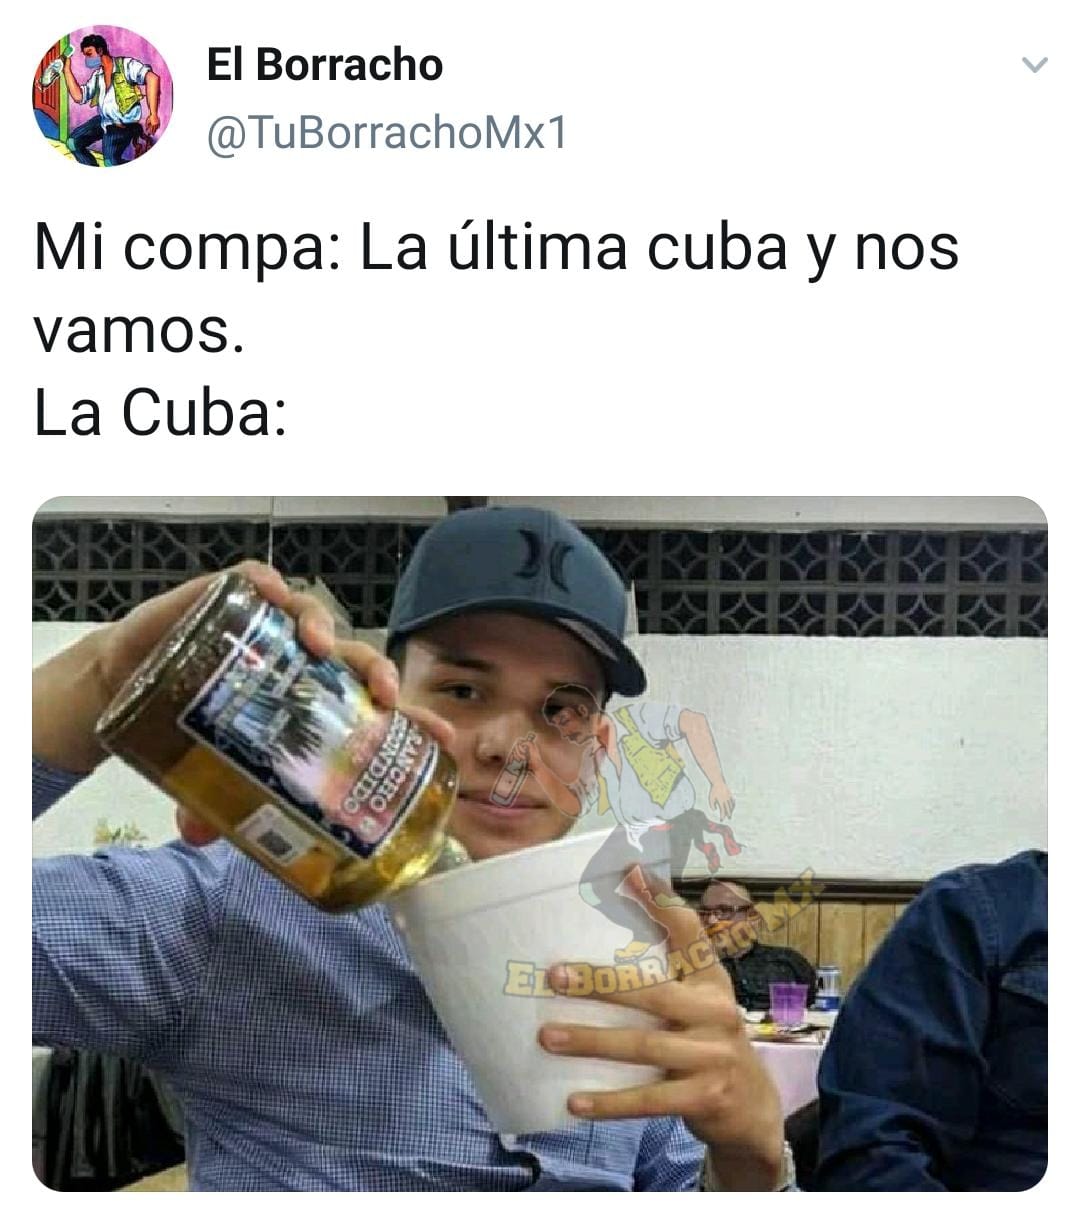 El Borracho
@TuBorrachoMx1
Mi compa: La última cuba y nos
vamos.
La Cuba:
RANCHO
ESCONDIDO
EL BORRACHO MX